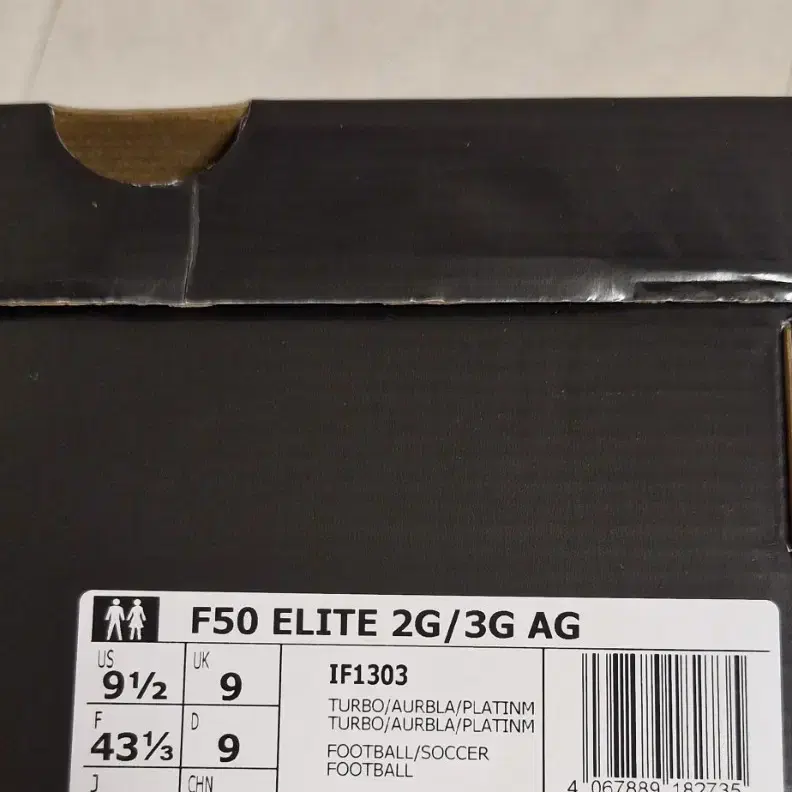 F50 ELITE 2G/3G AG
US 9½ UK 9
F 43⅓ D 9
J CHN
IF1303
TURBO/AURBLA/PLATINM
TURBO/AURBLA/PLATINM
FOOTBALL/SOCCER
FOOTBALL
4 067889 182735